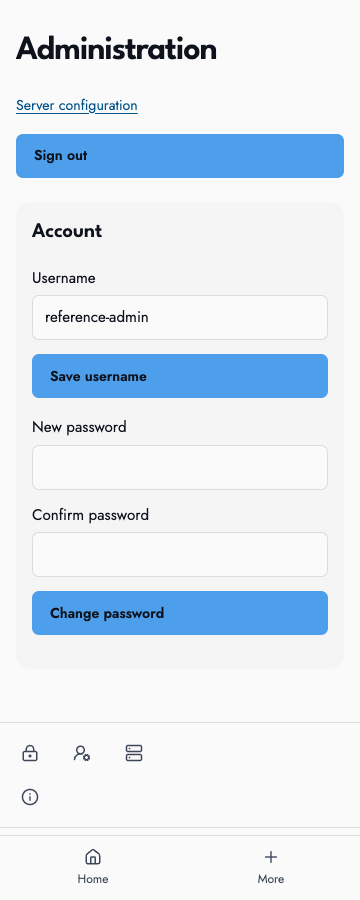 Administration
Server configuration
Sign out
Account
Username
reference-admin
Save username
New password
Confirm password
Change password
Home
More